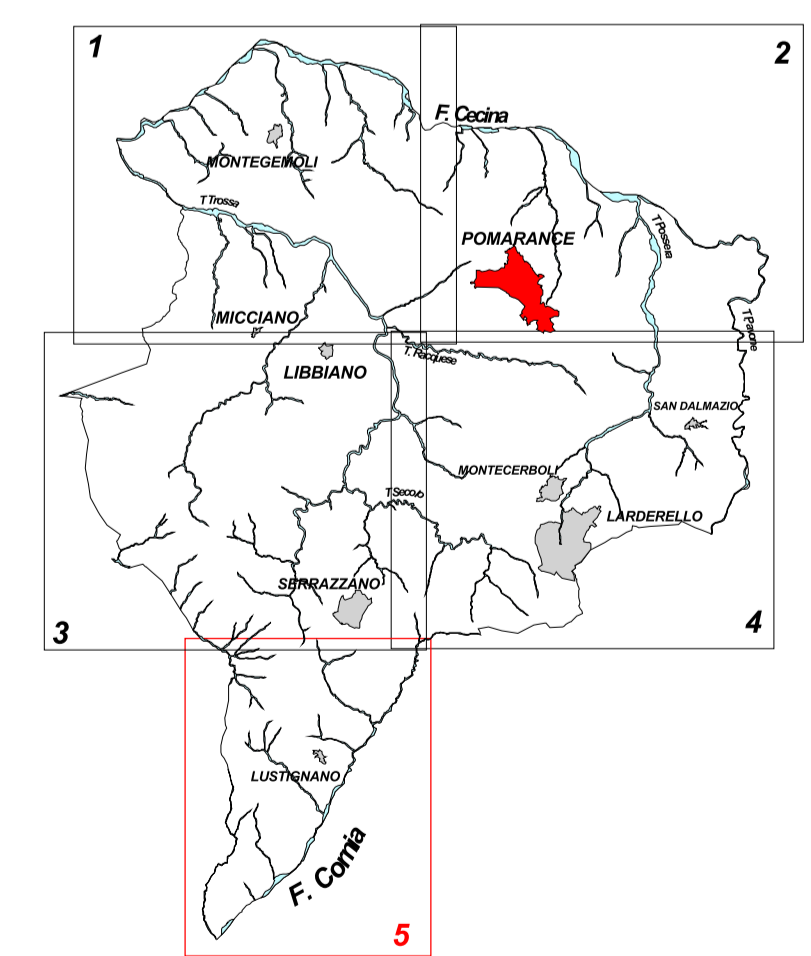 1
2
F. Cecina
MONTEGEMOLI
T Trossa
POMARANCE
T.Possera
MICCIANO
T.Pavone
LIBBIANO
T. Racquese
SAN DALMAZIO
MONTECERBOLI
T.Secolo
LARDERELLO
SERRAZZANO
3
4
LUSTIGNANO
F. Cornia
5